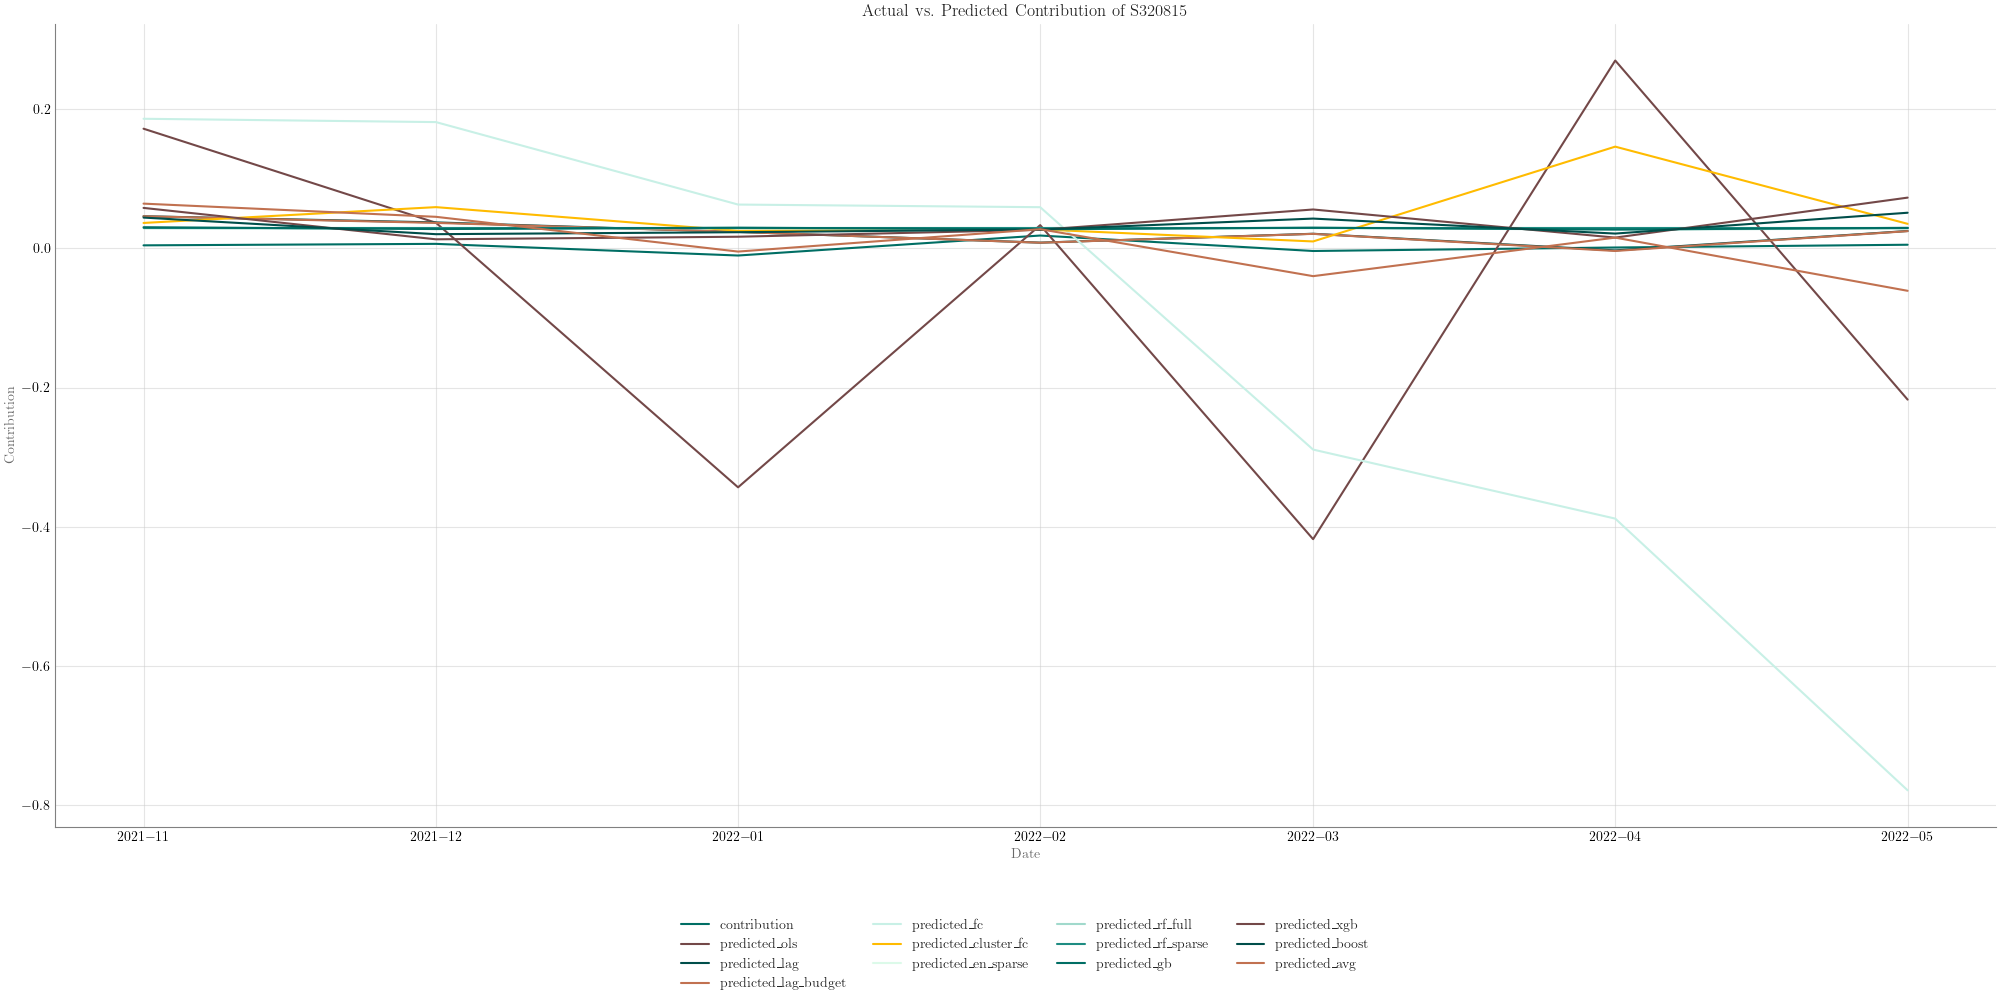 Actual vs. Predicted Contribution of S320815
0.2
0.0
−0.2
−0.4
−0.6
−0.8
Contribution
2021−11 2021−12 2022−01 2022−02 2022−03 2022−04 2022−05
Date
contribution predicted_fc predicted_rf_full predicted_xgb
predicted_ols predicted_cluster_fc predicted_rf_sparse predicted_boost
predicted_lag predicted_en_sparse predicted_gb predicted_avg
predicted_lag_budget